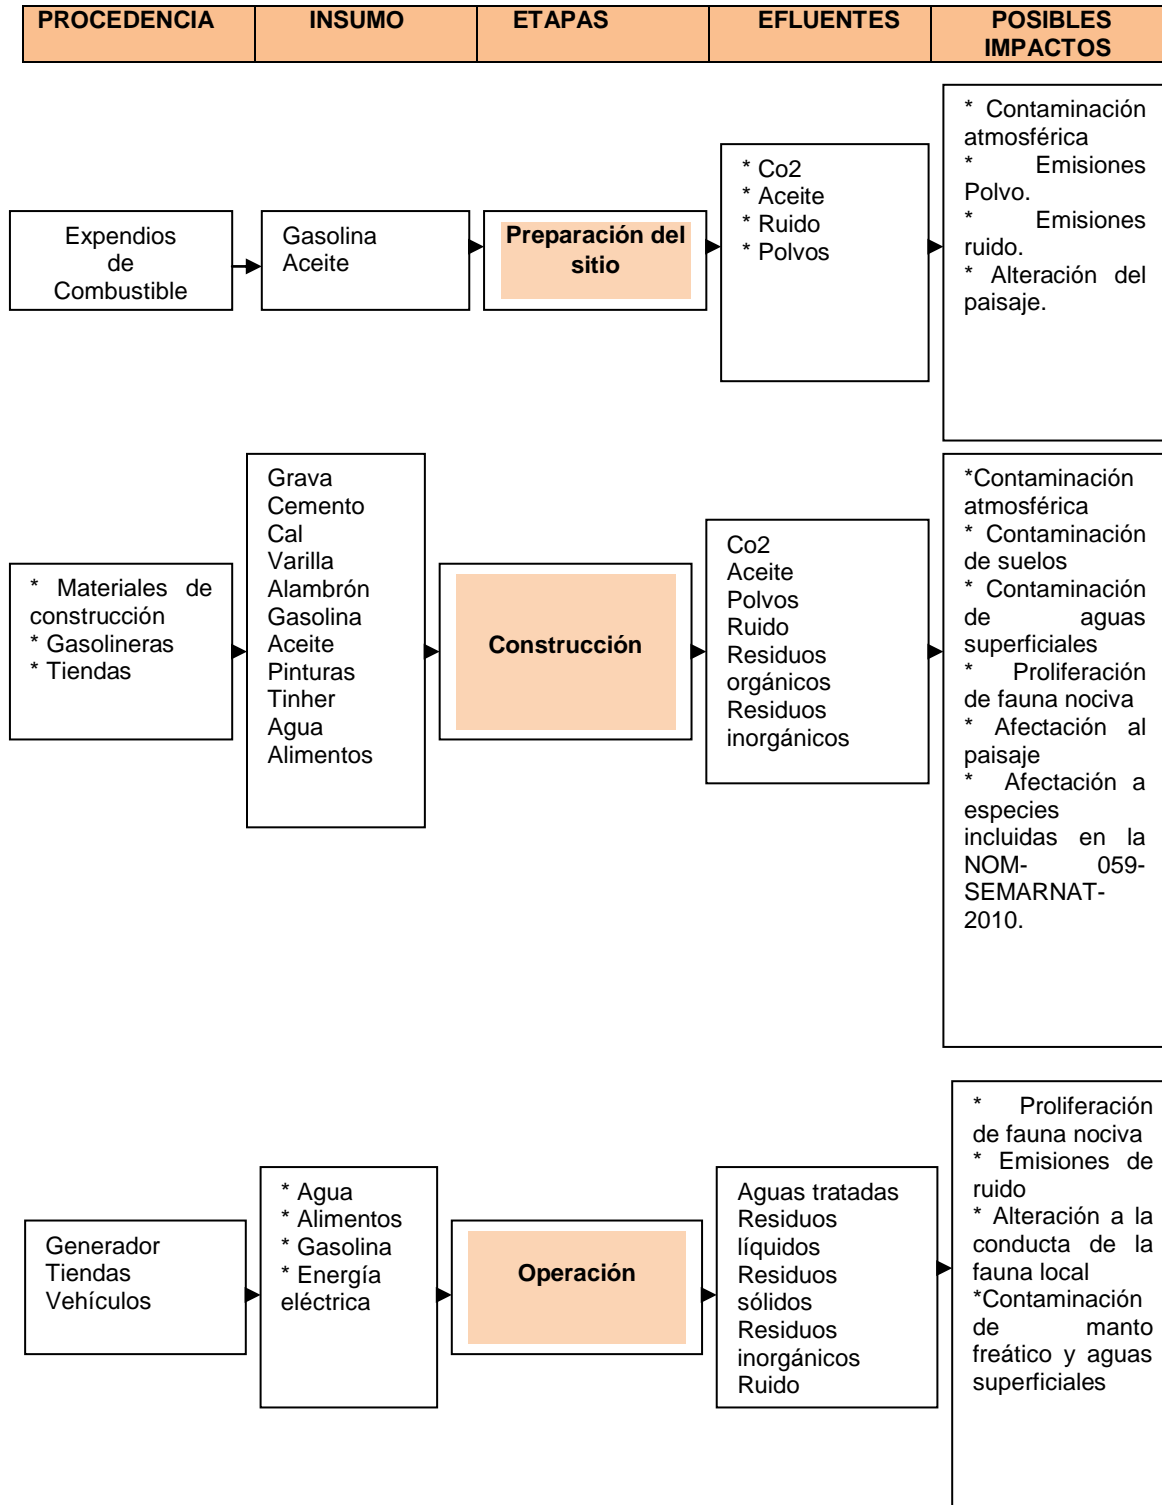 PROCEDENCIA INSUMO ETAPAS EFLUENTES POSIBLES
IMPACTOS
Expendios
de
Combustible
Gasolina
Aceite
Preparación del
sitio
* Co2
* Aceite
* Ruido
* Polvos
* Contaminación
atmosférica
* Emisiones
Polvo.
* Emisiones
ruido.
* Alteración del
paisaje.
* Materiales de
construcción
* Gasolineras
* Tiendas
Grava
Cemento
Cal
Varilla
Alambrón
Gasolina
Aceite
Pinturas
Tinher
Agua
Alimentos
Construcción
Co2
Aceite
Polvos
Ruido
Residuos
orgánicos
Residuos
inorgánicos
*Contaminación
atmosférica
* Contaminación
de suelos
* Contaminación
de aguas
superficiales
* Proliferación
de fauna nociva
* Afectación al
paisaje
* Afectación a
especies
incluidas en la
NOM- 059-
SEMARNAT-
2010.
Generador
Tiendas
Vehículos
* Agua
* Alimentos
* Gasolina
* Energía
eléctrica
Operación
Aguas tratadas
Residuos
líquidos
Residuos
sólidos
Residuos
inorgánicos
Ruido
* Proliferación
de fauna nociva
* Emisiones de
ruido
* Alteración a la
conducta de la
fauna local
*Contaminación
de manto
freático y aguas
superficiales